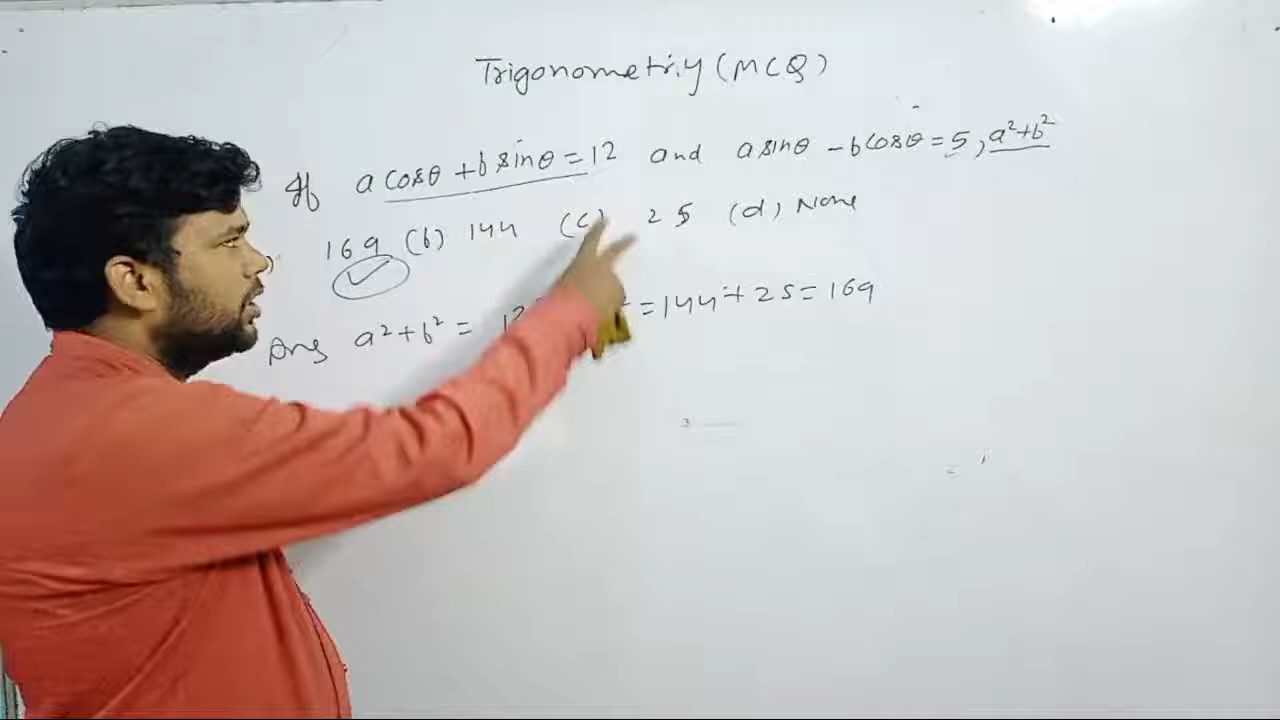 Trigonometry (MCQ)
If a cosθ + b sinθ = 12 and a sinθ - b cosθ = 5, a²+b²
) 169 (b) 144 (c) 25 (d) None
Ans a²+b² = 12 = 144 + 25 = 169